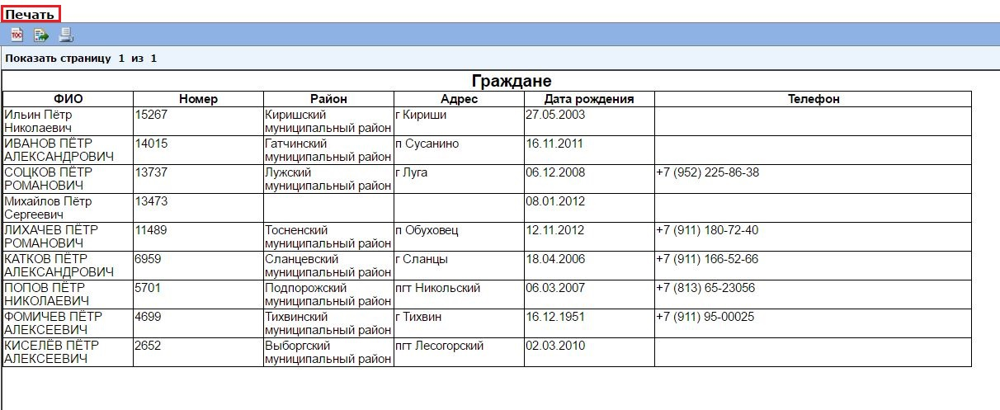 Печать
TOC
Показать страницу 1 из 1
Граждане
ФИО Номер Район Адрес Дата рождения Телефон
Ильин Пётр 15267 Киришский г Кириши 27.05.2003
Николаевич муниципальный район
ИВАНОВ ПЁТР 14015 Гатчинский п Сусанино 16.11.2011
АЛЕКСАНДРОВИЧ муниципальный район
СОЦКОВ ПЁТР 13737 Лужский г Луга 06.12.2008 +7 (952) 225-86-38
РОМАНОВИЧ муниципальный район
Михайлов Пётр 13473 08.01.2012
Сергеевич
ЛИХАЧЕВ ПЁТР 11489 Тосненский п Обуховец 12.11.2012 +7 (911) 180-72-40
РОМАНОВИЧ муниципальный район
КАТКОВ ПЁТР 6959 Сланцевский г Сланцы 18.04.2006 +7 (911) 166-52-66
АЛЕКСАНДРОВИЧ муниципальный район
ПОПОВ ПЁТР 5701 Подпорожский пгт Никольский 06.03.2007 +7 (813) 65-23056
НИКОЛАЕВИЧ муниципальный район
ФОМИЧЕВ ПЁТР 4699 Тихвинский г Тихвин 16.12.1951 +7 (911) 95-00025
АЛЕКСЕЕВИЧ муниципальный район
КИСЕЛЁВ ПЁТР 2652 Выборгский пгт Лесогорский 02.03.2010
АЛЕКСЕЕВИЧ муниципальный район